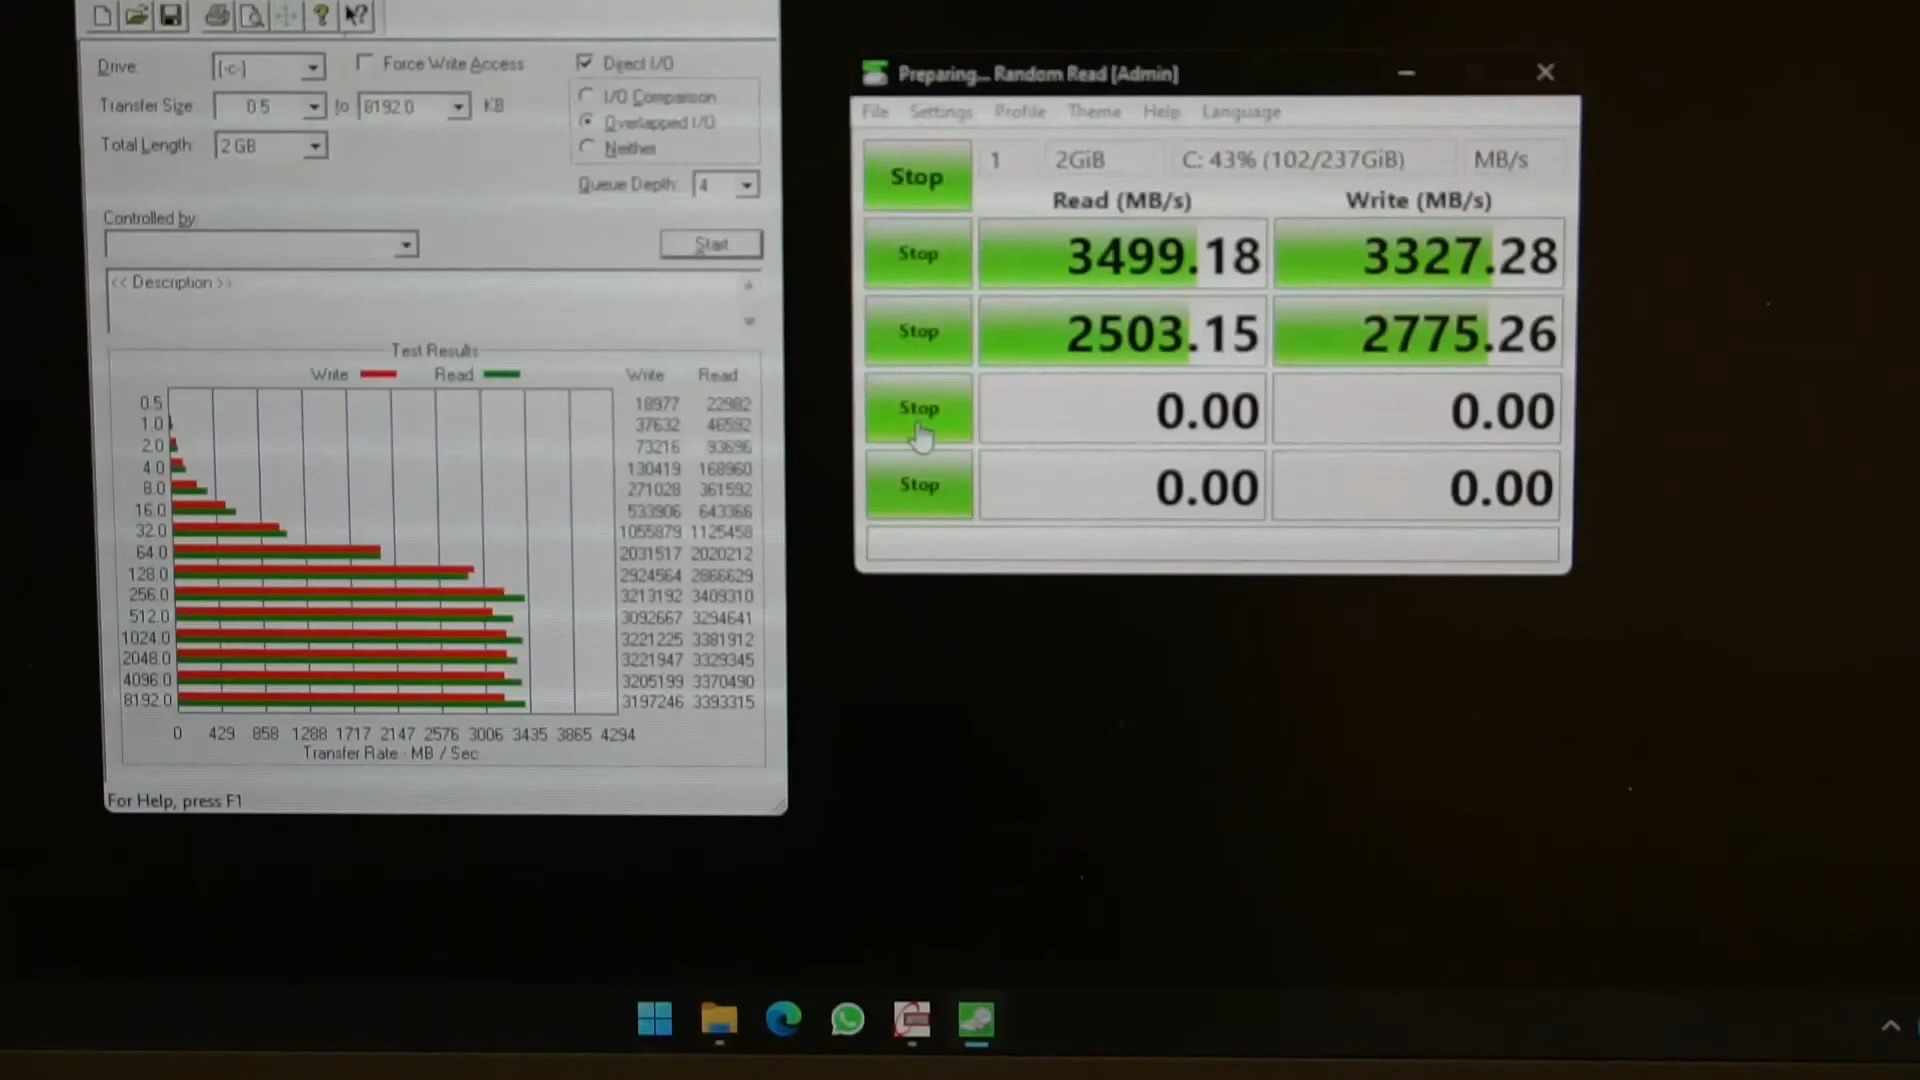 Drive:
[-c-]
Force Write Access
Direct I/O
Transfer Size:
0.5
to
8192.0
KB
I/O Comparison
Overlapped I/O
Neither
Total Length:
2 GB
Queue Depth:
4
Controlled by:
Start
<< Description >>
Test Results
Write Read Write Read
0.5 18977 22982
1.0 37632 46592
2.0 73216 93696
4.0 130419 168960
8.0 271028 361592
16.0 533906 643366
32.0 1055879 1125458
64.0 2031517 2020212
128.0 2924564 2866629
256.0 3213192 3409310
512.0 3092667 3294641
1024.0 3221225 3381912
2048.0 3221947 3329345
4096.0 3205199 3370490
8192.0 3197246 3393315
0 429 858 1288 1717 2147 2576 3006 3435 3865 4294
Transfer Rate - MB / Sec
For Help, press F1
Preparing... Random Read [Admin]
File Settings Profile Theme Help Language
Stop
1
2GiB
C: 43% (102/237GiB)
MB/s
Read (MB/s)
Write (MB/s)
Stop 3499.18 3327.28
Stop 2503.15 2775.26
Stop 0.00 0.00
Stop 0.00 0.00